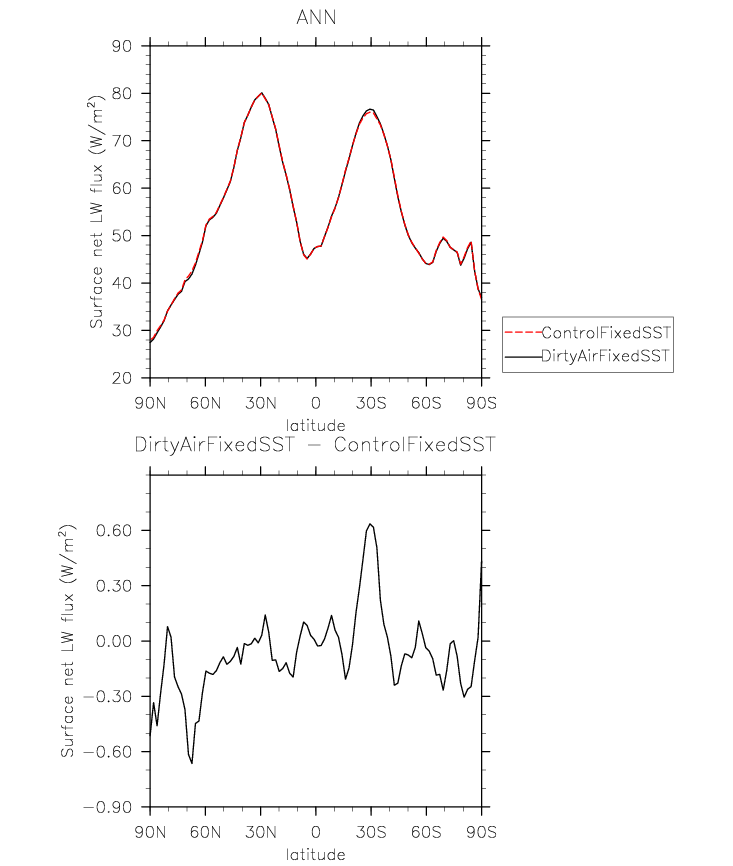 ANN
90
80
70
60
50
40
30
20
Surface net LW flux (W/m²)
90N 60N 30N 0 30S 60S 90S
latitude
ControlFixedSST
DirtyAirFixedSST
DirtyAirFixedSST − ControlFixedSST
0.60
0.30
0.00
−0.30
−0.60
−0.90
Surface net LW flux (W/m²)
90N 60N 30N 0 30S 60S 90S
latitude